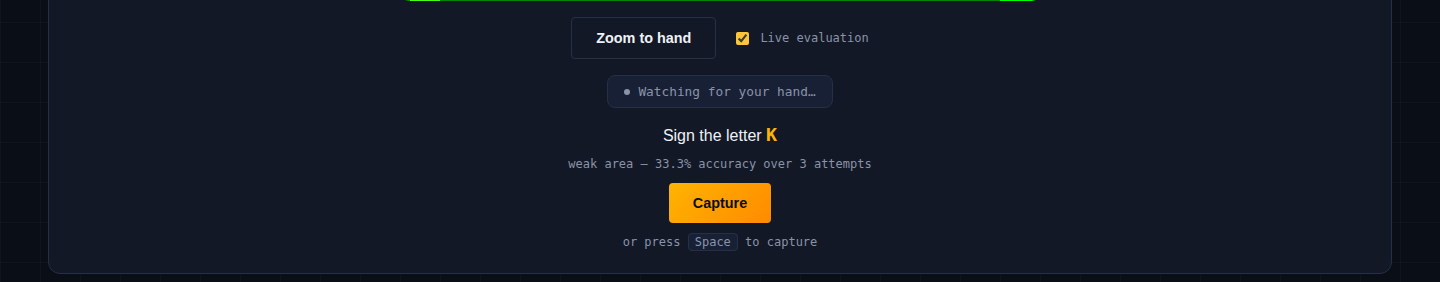 Zoom to hand
Live evaluation
Watching for your hand…
Sign the letter K
weak area — 33.3% accuracy over 3 attempts
Capture
or press Space to capture